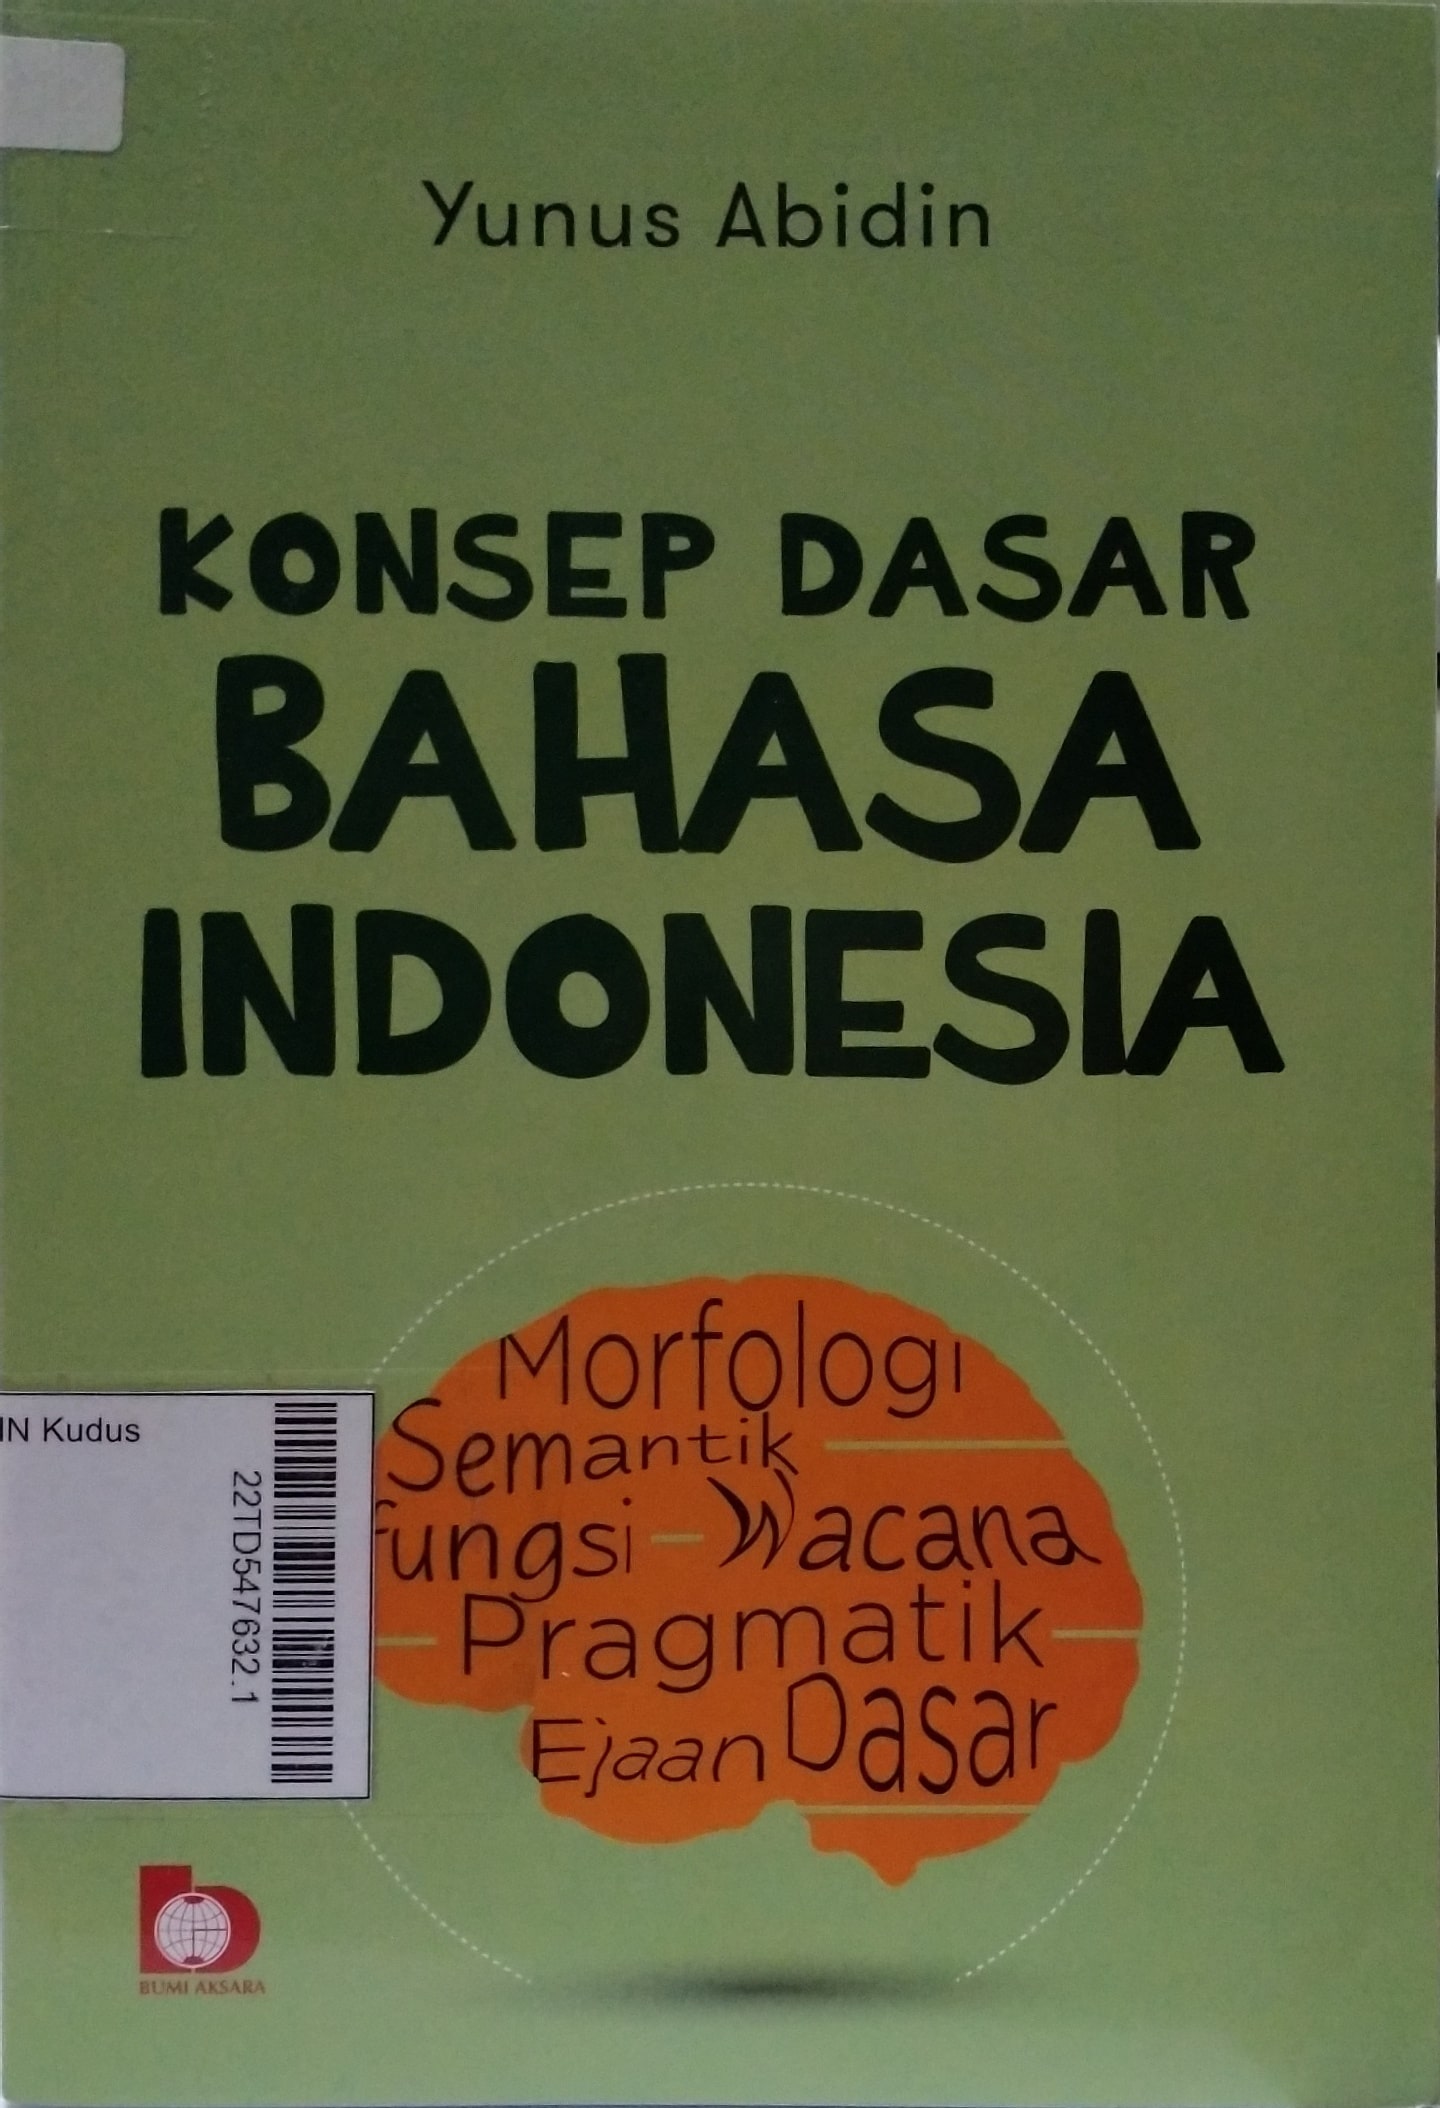 Yunus Abidin
KONSEP DASAR
BAHASA
INDONESIA
Morfologi
Semantik
fungsi Wacana
Pragmatik
Ejaan Dasar
IN Kudus
22TD547632.1
BUMI AKSARA